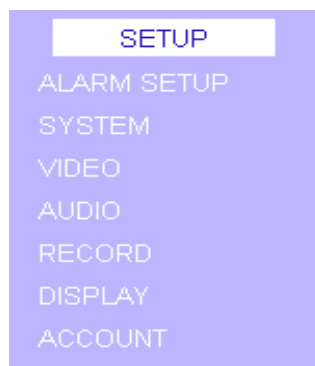 SETUP
ALARM SETUP
SYSTEM
VIDEO
AUDIO
RECORD
DISPLAY
ACCOUNT